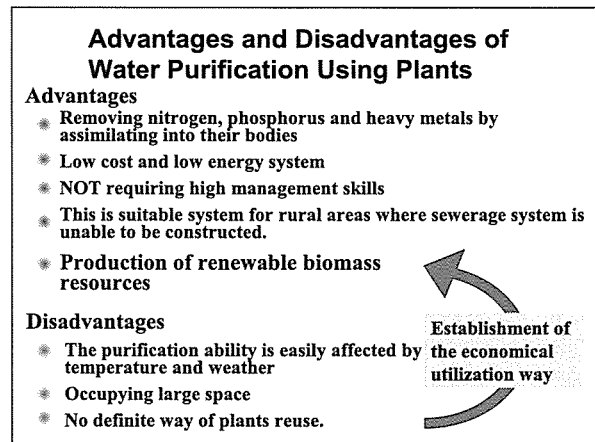 Advantages and Disadvantages of
Water Purification Using Plants
Advantages
Removing nitrogen, phosphorus and heavy metals by
assimilating into their bodies
Low cost and low energy system
NOT requiring high management skills
This is suitable system for rural areas where sewerage system is
unable to be constructed.
Production of renewable biomass
resources
Disadvantages
The purification ability is easily affected by
temperature and weather
Occupying large space
No definite way of plants reuse.
Establishment of
the economical
utilization way